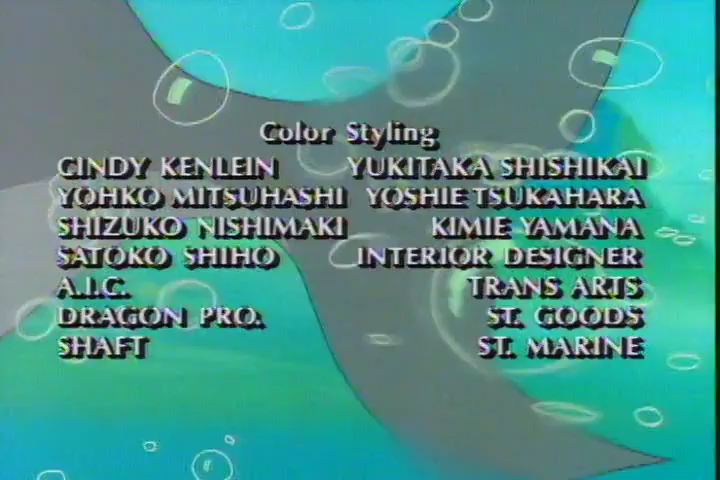 Color Styling
CINDY KENLEIN YUKITAKA SHISHIKAI
YOHKO MITSUHASHI YOSHIE TSUKAHARA
SHIZUKO NISHIMAKI KIMIE YAMANA
SATOKO SHIHO INTERIOR DESIGNER
A.I.C. TRANS ARTS
DRAGON PRO. ST. GOODS
SHAFT ST. MARINE